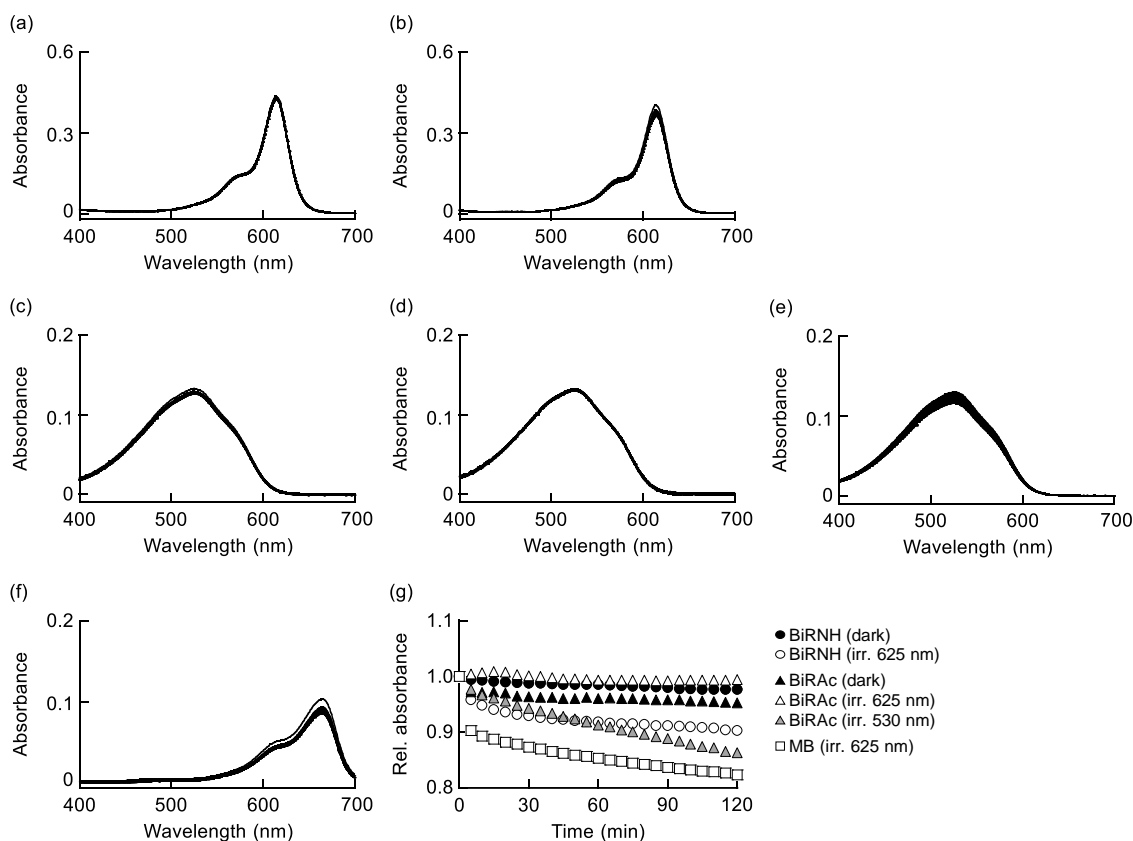 (a)
0.6
0.3
0
Absorbance
400
500
600
700
Wavelength (nm)
(b)
0.6
0.3
0
Absorbance
400
500
600
700
Wavelength (nm)
(c)
0.2
0.1
0
Absorbance
400
500
600
700
Wavelength (nm)
(d)
0.2
0.1
0
Absorbance
400
500
600
700
Wavelength (nm)
(e)
0.2
0.1
0
Absorbance
400
500
600
700
Wavelength (nm)
(f)
0.2
0.1
0
Absorbance
400
500
600
700
Wavelength (nm)
(g)
1.1
1.0
0.9
0.8
Rel. absorbance
0
30
60
90
120
Time (min)
BiRNH (dark)
BiRNH (irr. 625 nm)
BiRAc (dark)
BiRAc (irr. 625 nm)
BiRAc (irr. 530 nm)
MB (irr. 625 nm)